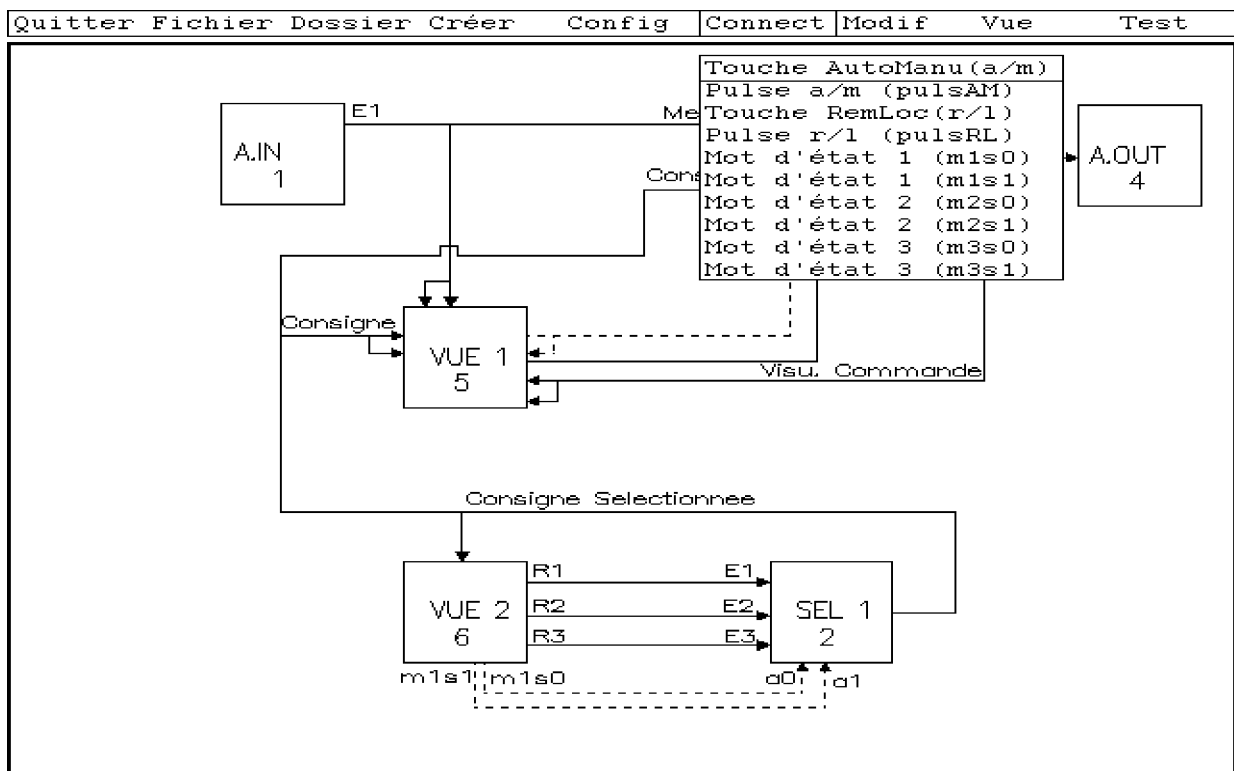 Quitter Fichier Dossier Créer Config Connect Modif Vue Test
Touche AutoManu(a/m)
Pulse a/m (pulsAM)
Touche RemLoc(r/l)
Pulse r/l (pulsRL)
Mot d'état 1 (m1s0)
Mot d'état 1 (m1s1)
Mot d'état 2 (m2s0)
Mot d'état 2 (m2s1)
Mot d'état 3 (m3s0)
Mot d'état 3 (m3s1)
E1
Me
A.IN
1
A.OUT
4
Cons
Consigne
VUE 1
5
Visu. Commande
Consigne Selectionnee
R1 E1
R2 E2
R3 E3
VUE 2
6
SEL 1
2
m1s1 m1s0 a0 a1